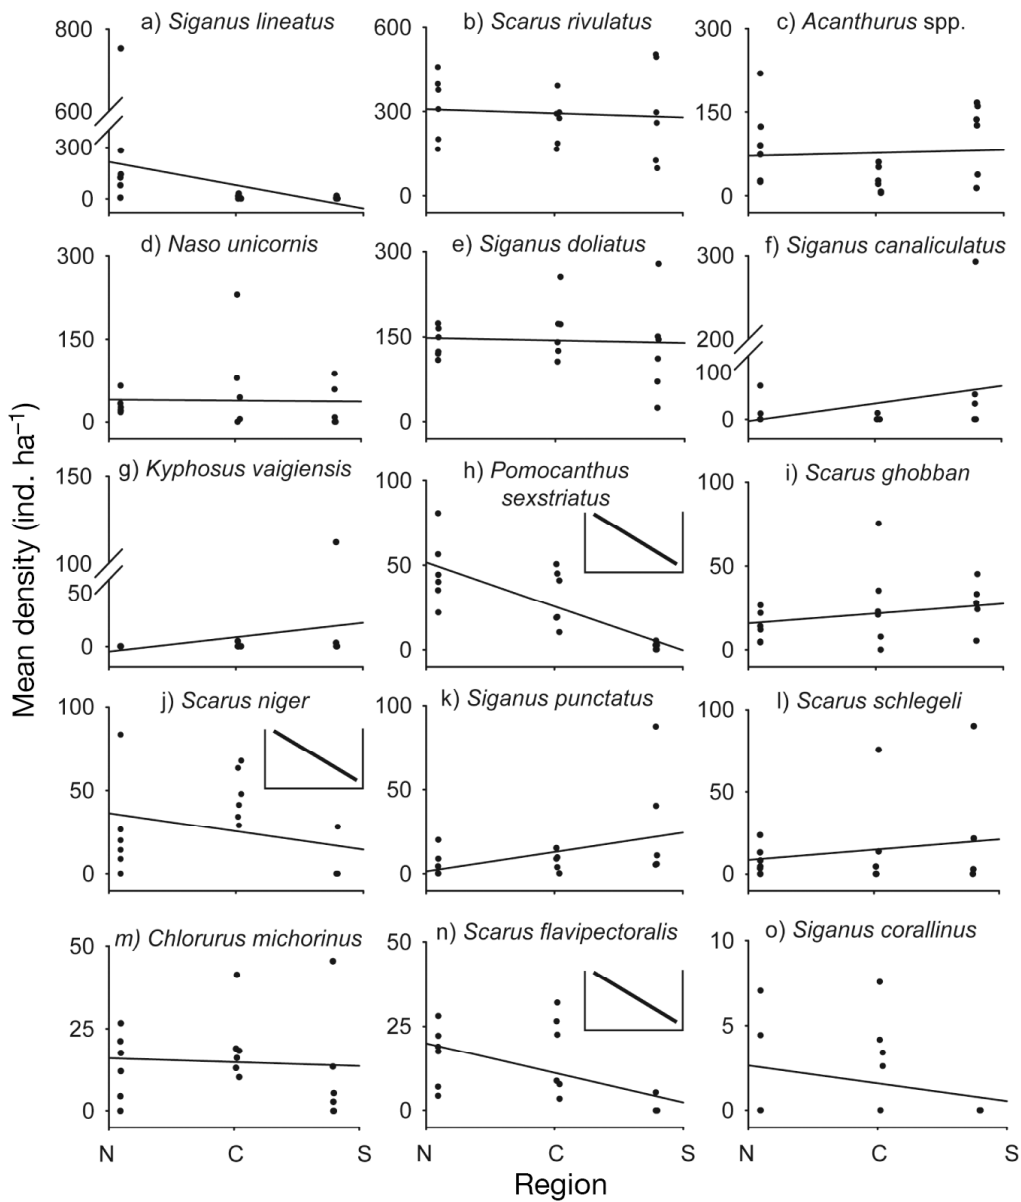 a) Siganus lineatus
b) Scarus rivulatus
c) Acanthurus spp.
800
600
300
0
600
300
0
300
150
0
d) Naso unicornis
e) Siganus doliatus
f) Siganus canaliculatus
300
150
0
300
150
0
300
200
100
0
g) Kyphosus vaigiensis
h) Pomocanthus
sexstriatus
i) Scarus ghobban
150
100
50
0
100
50
0
100
50
0
j) Scarus niger
k) Siganus punctatus
l) Scarus schlegeli
100
50
0
100
50
0
100
50
0
m) Chlorurus michorinus
n) Scarus flavipectoralis
o) Siganus corallinus
50
25
0
50
25
0
10
5
0
N C S
N C S
N C S
Region
Mean density (ind. ha–1)